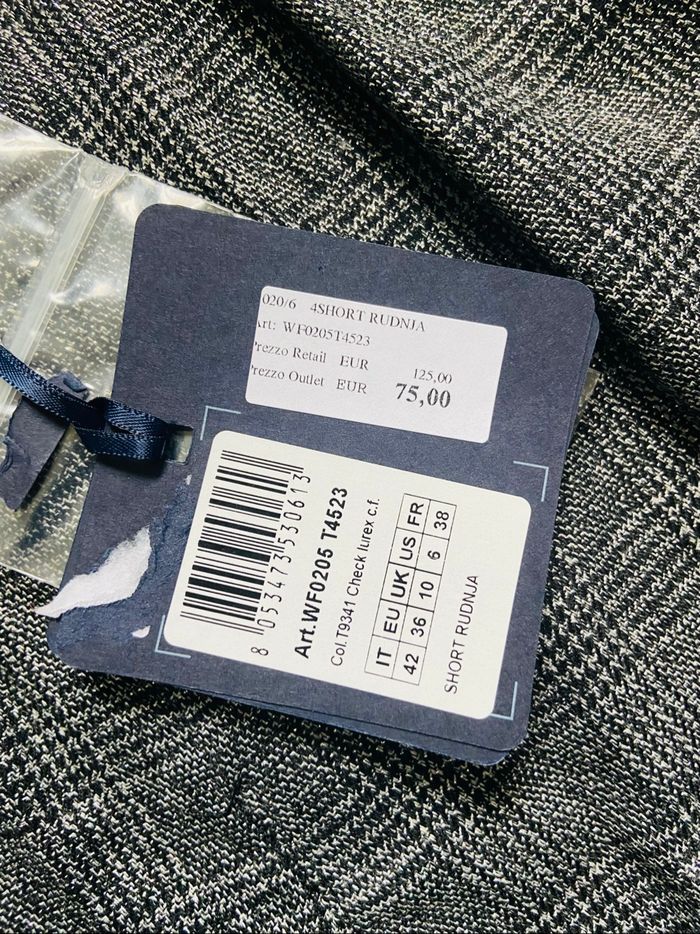 020/6 4SHORT RUDNJA
Art: WF0205T4523
Prezzo Retail EUR 125,00
Prezzo Outlet EUR 75,00
8 053473 530613
Art.WF0205 T4523
Col.T9341 Check lurex c.f.
IT EU UK US FR
42 36 10 6 38
SHORT RUDNJA